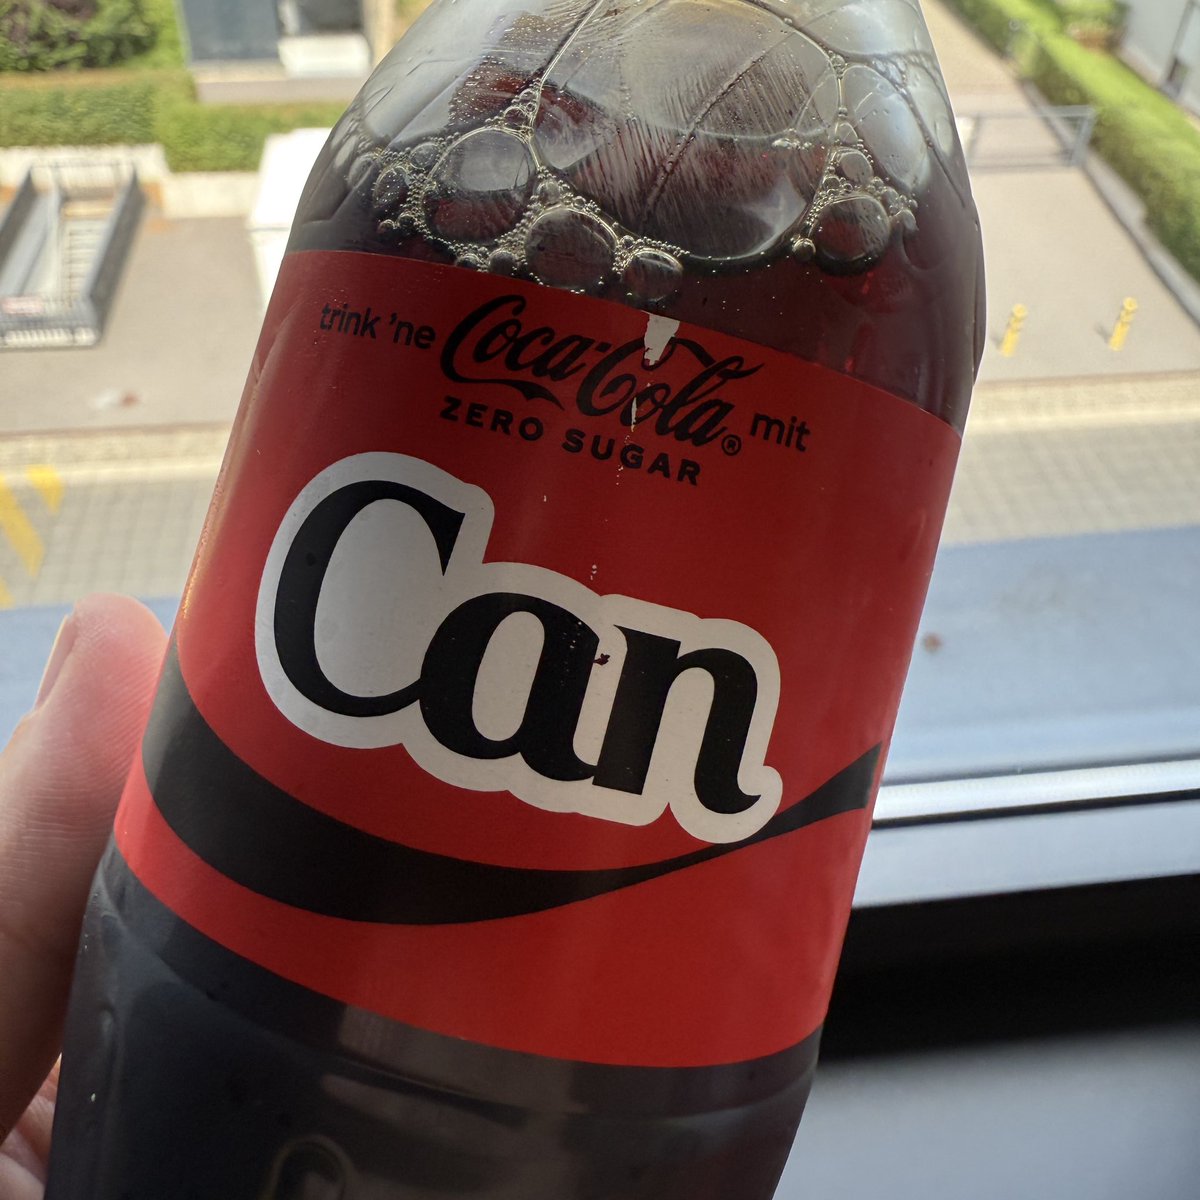 trink 'ne Coca-Cola® mit
ZERO SUGAR
Can